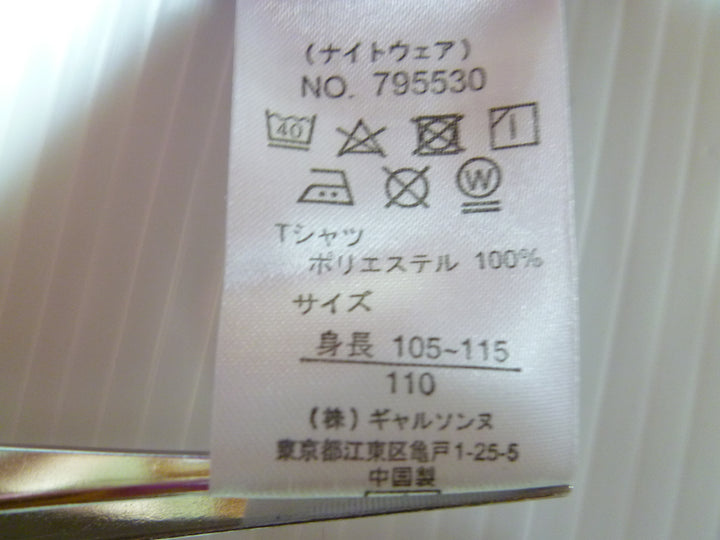 (ナイトウェア)
NO. 795530
40
W
Tシャツ
ポリエステル 100%
サイズ
身長 105~115
110
(株)ギャルソンヌ
東京都江東区亀戸1-25-5
中国製